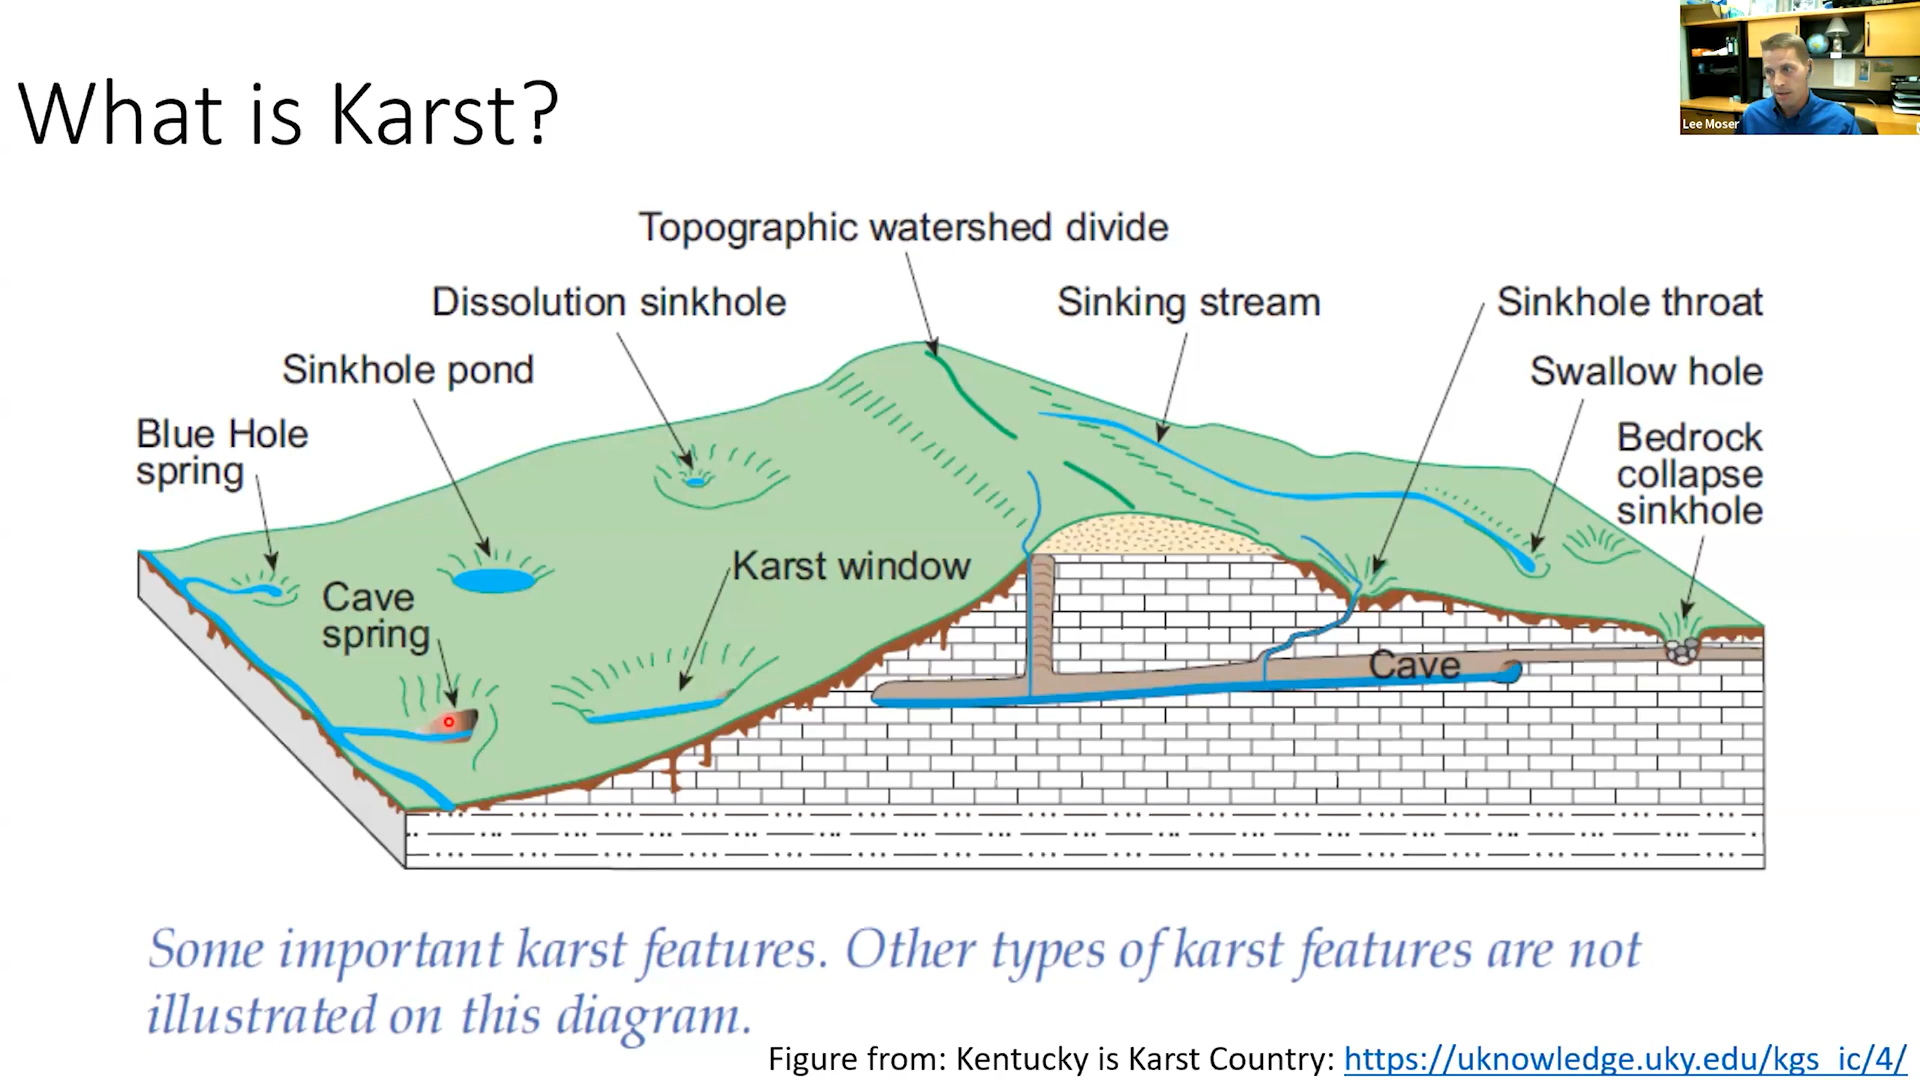 What is Karst?
Lee Moser
Topographic watershed divide
Dissolution sinkhole
Sinking stream
Sinkhole throat
Sinkhole pond
Swallow hole
Blue Hole
spring
Bedrock
collapse
sinkhole
Karst window
Cave
spring
Cave
Some important karst features. Other types of karst features are not
illustrated on this diagram.
Figure from: Kentucky is Karst Country: https://uknowledge.uky.edu/kgs_ic/4/